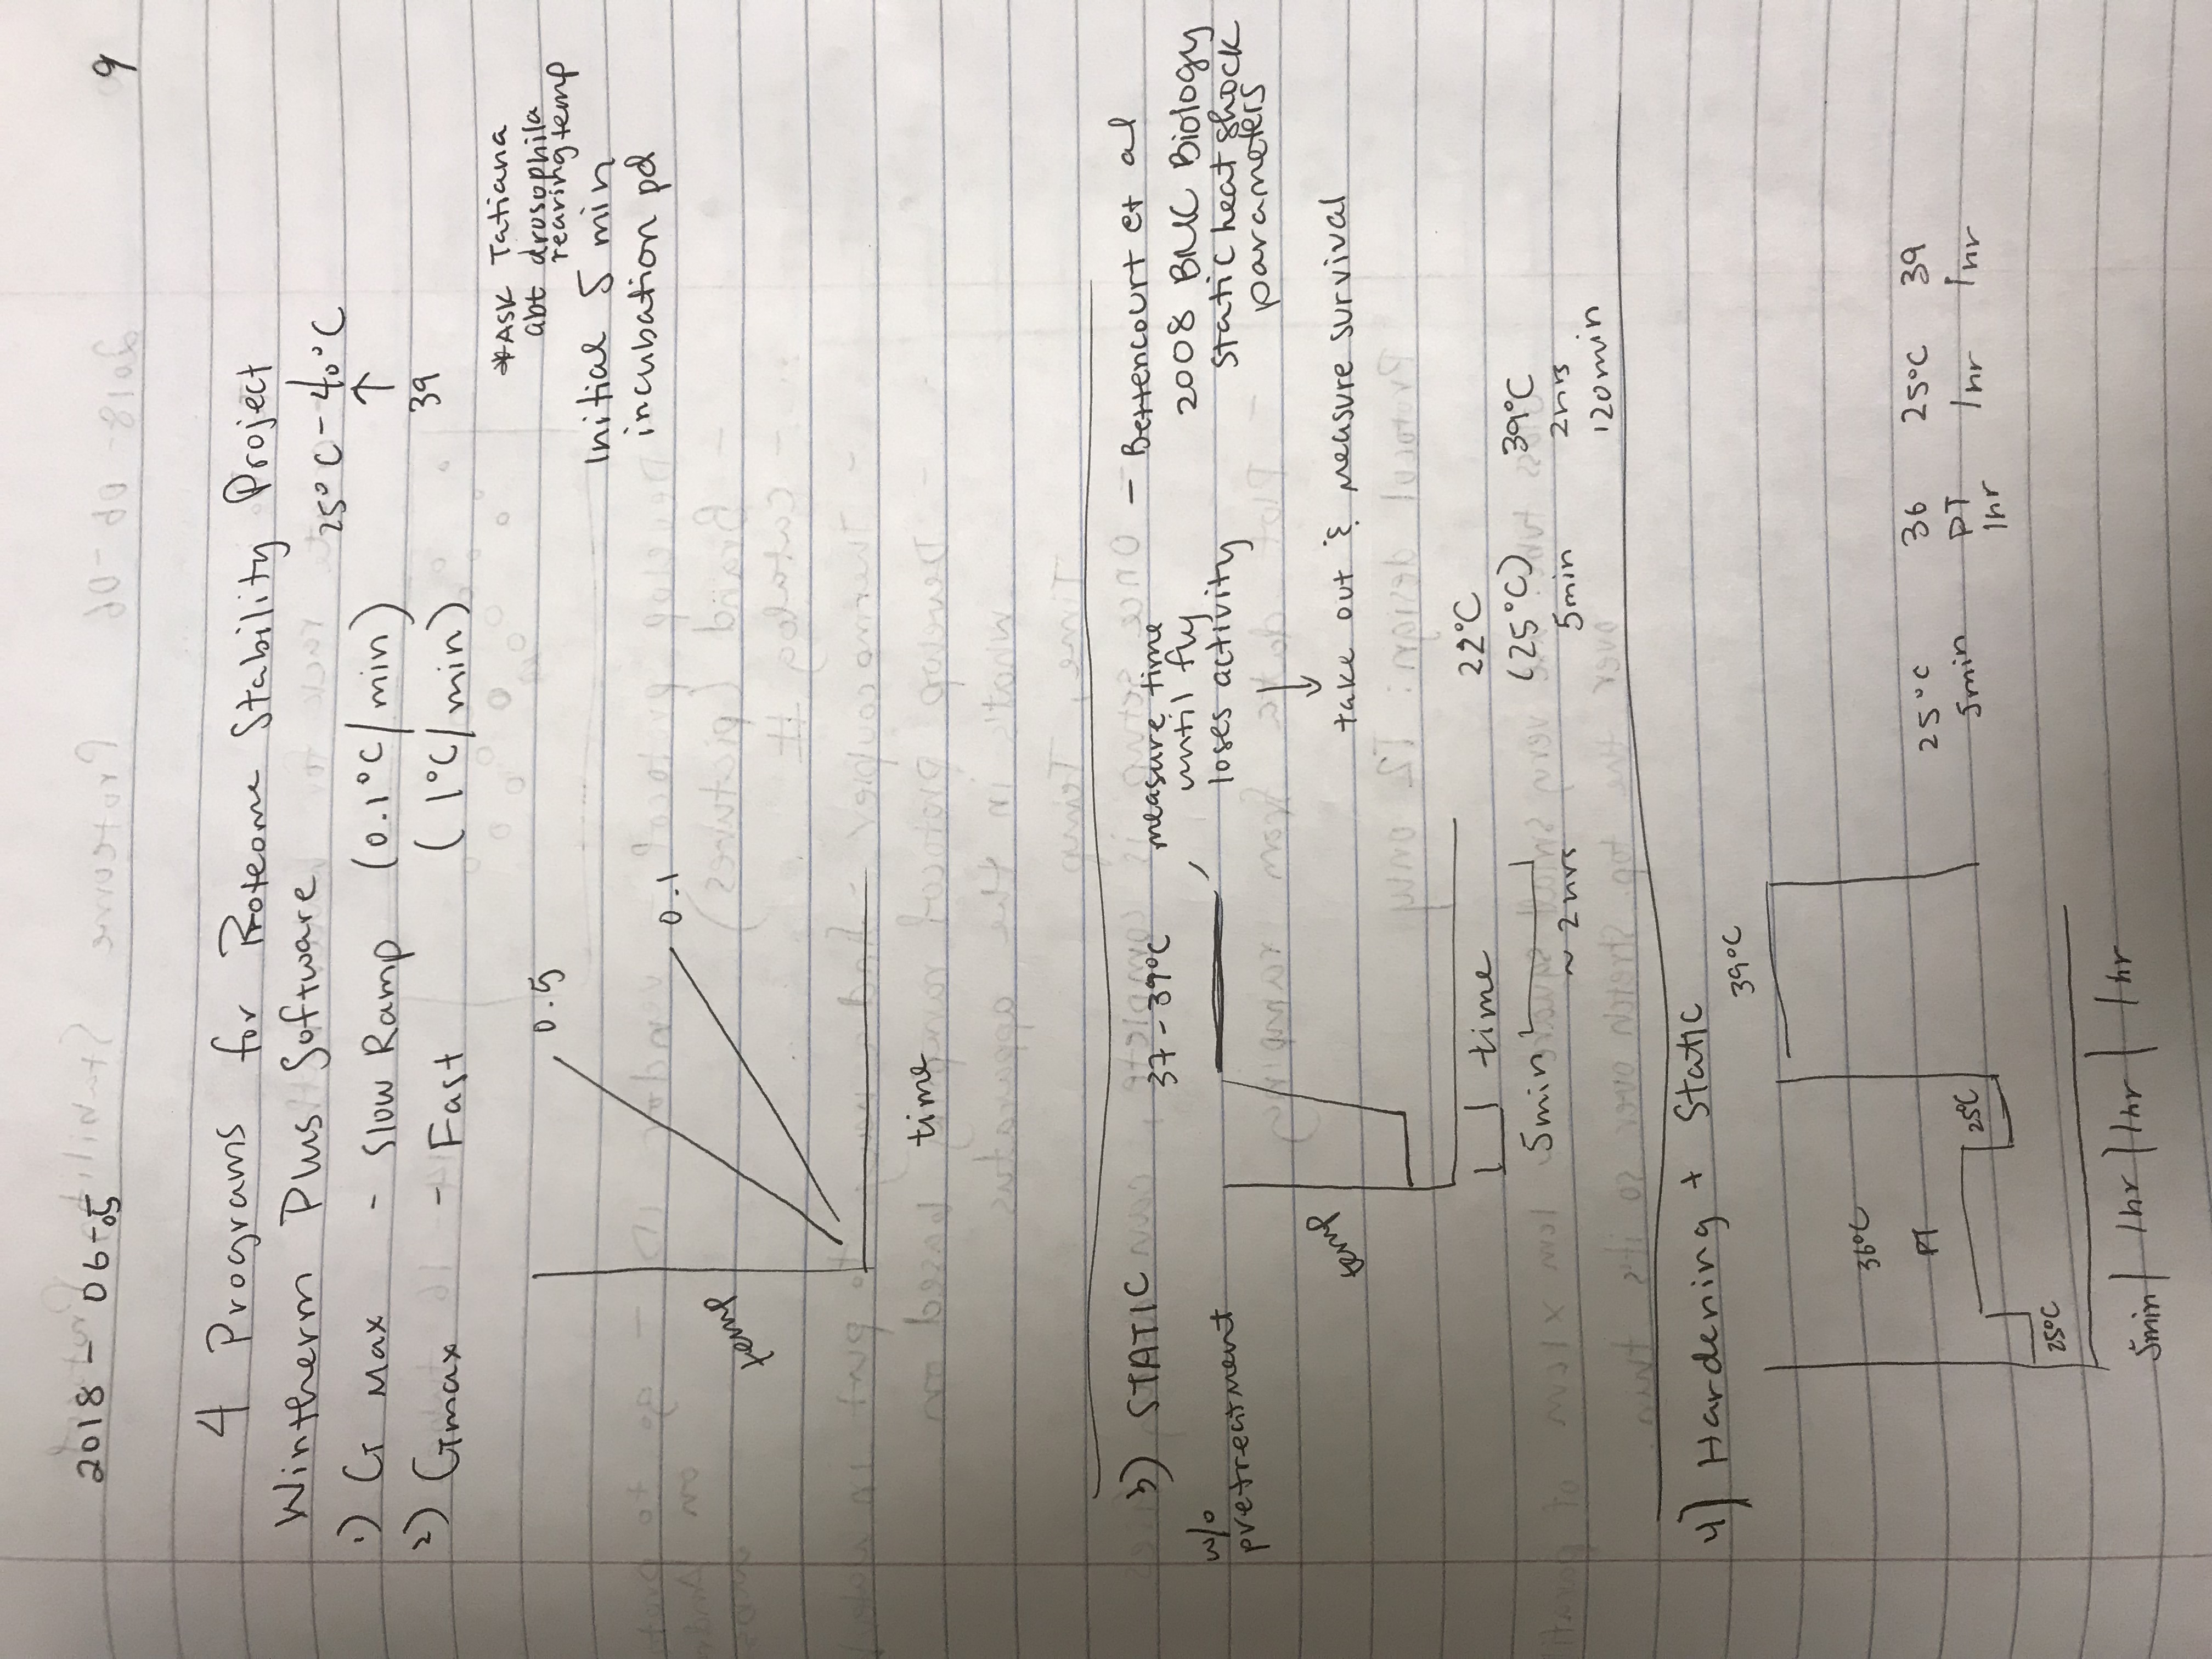 2018 - 06-05
9
4 Programs for Proteome Stability Project
Wintherm Plus Software
25°C - 40°C
↑
39
1) CT Max - Slow Ramp (0.1°C/min)
2) CTmax - Fast (1°C/min)
*Ask Tatiana
abt drosophila
rearing temp
Initial 5 min
incubation pd
0.5
0.1
temp
time
3) STATIC
w/o
pretreatment
37-39°C
measure time
until fly
loses activity
↓
take out & measure survival
- Bettencourt et al
2008 BMC Biology
static heat shock
parameters
temp
time
5min
~2hrs
22°C
(25°C) 39°C
5min 2hrs
120min
4) Hardening + Static
39°C
36°C
PT
25°C
25°C
5min | 1hr | 1hr | 1hr
25°C 36 25°C 39
5min PT 1hr 1hr
1hr